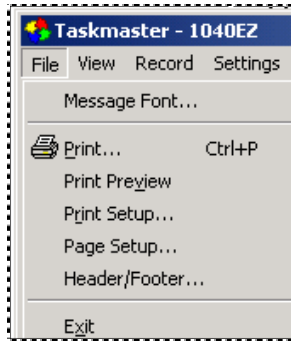 Taskmaster - 1040EZ
File View Record Settings
Message Font...
Print... Ctrl+P
Print Preview
Print Setup...
Page Setup...
Header/Footer...
Exit